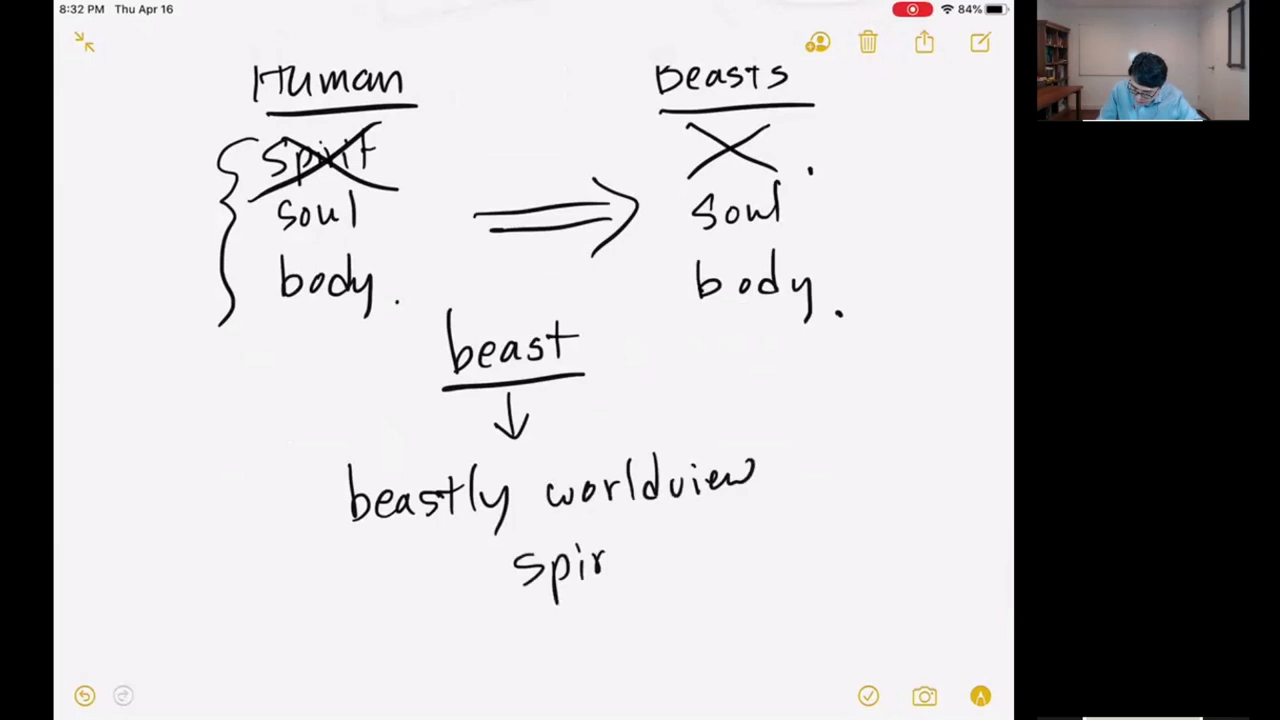 8:32 PM Thu Apr 16
84%
Human
Beasts
spirit
soul
soul
body.
body.
beast
beastly worldview
spir